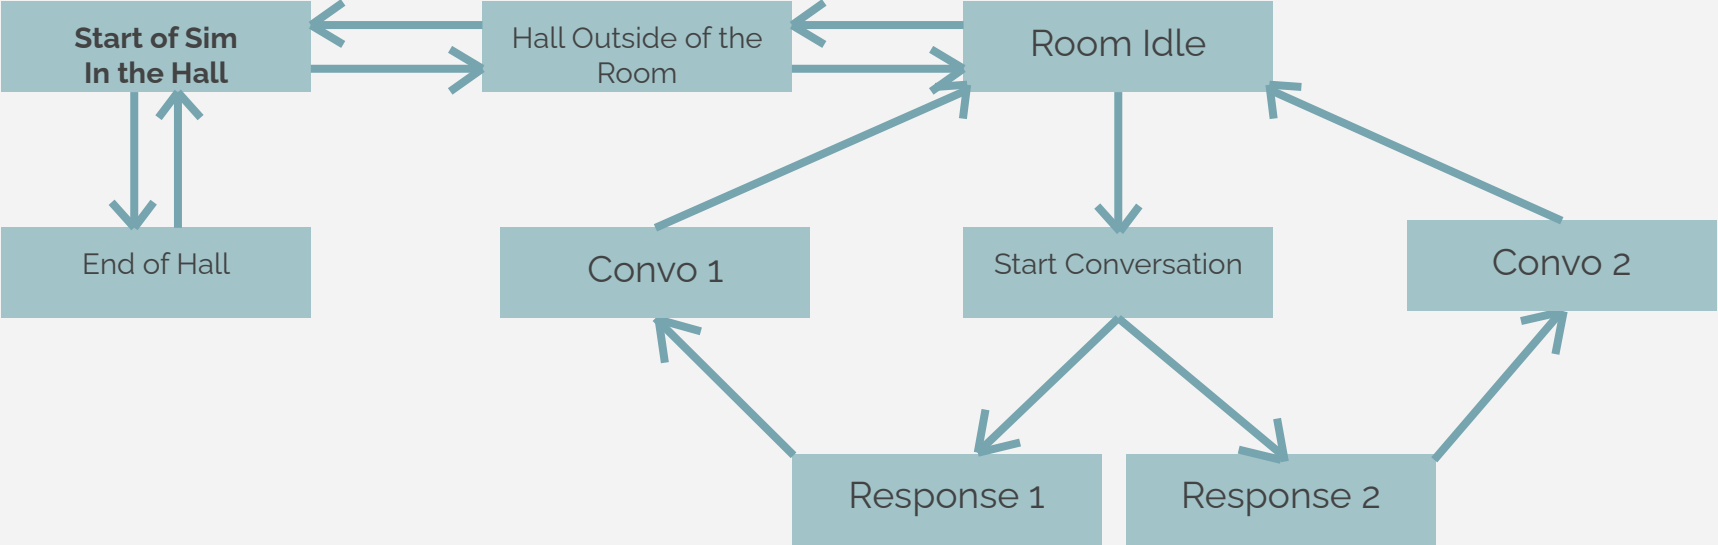 Start of Sim
In the Hall
Hall Outside of the
Room
Room Idle
End of Hall
Convo 1
Start Conversation
Convo 2
Response 1
Response 2